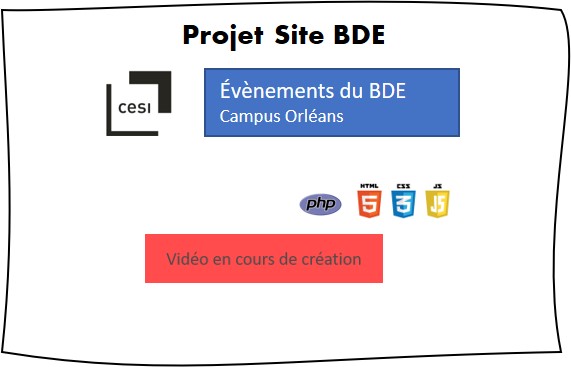 Projet Site BDE
cesi
Évènements du BDE
Campus Orléans
php
HTML
5
CSS
3
JS
JS
Vidéo en cours de création